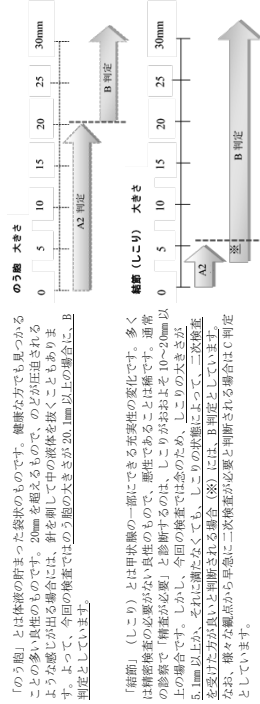 「のう胞」とは体液の貯まった袋状のものです。健康な方でも見つかる
ことの多い良性のものです。20mmを超えるもので、のどが圧迫される
ような感じが出る場合には、針を刺して中の液体を抜くこともありま
す。よって、今回の検査ではのう胞の大きさが20.1mm以上の場合に、B
判定としています。
のう胞 大きさ
0 5 10 15 20 25 30mm
A2 判定
B 判定
「結節」(しこり)とは甲状腺の一部にできる充実性の変化です。多く
は精密検査の必要がない良性のもので、悪性であることは稀です。通常
の診察で「精査が必要」と診断するのは、しこりがおおよそ10～20mm以
上の場合です。しかし、今回の検査では念のため、しこりの大きさが
5.1mm以上か、それに満たなくても、しこりの状態によって、二次検査
を受けた方が良いと判断される場合(※)には、B判定としています。
なお、様々な観点から早急に二次検査が必要と判断される場合はC判定
としています。
結節(しこり) 大きさ
0 5 10 15 20 25 30mm
A2
※
B 判定